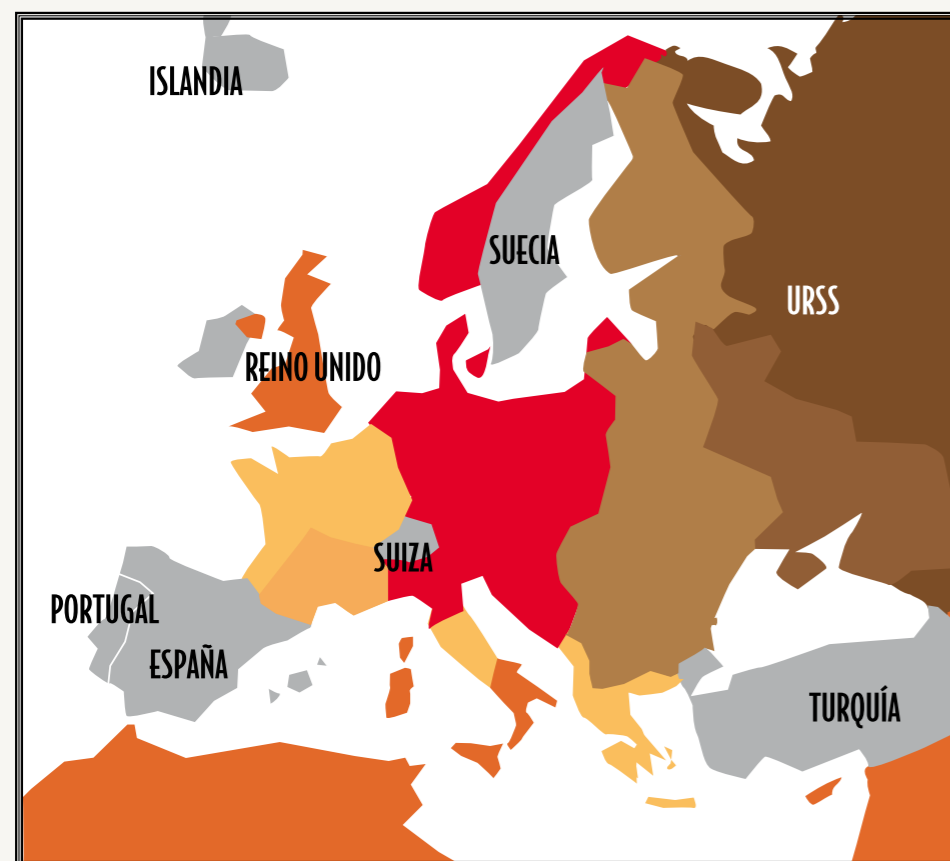 ISLANDIA
SUECIA
URSS
REINO UNIDO
SUIZA
PORTUGAL
ESPAÑA
TURQUÍA